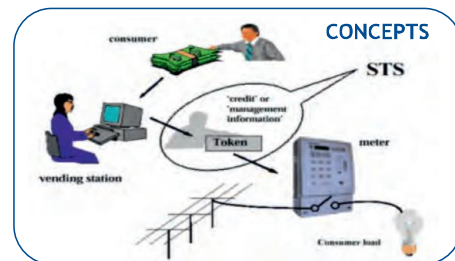 CONCEPTS
consumer
STS
'credit' or
'management
information'
Token
meter
vending station
Consumer load